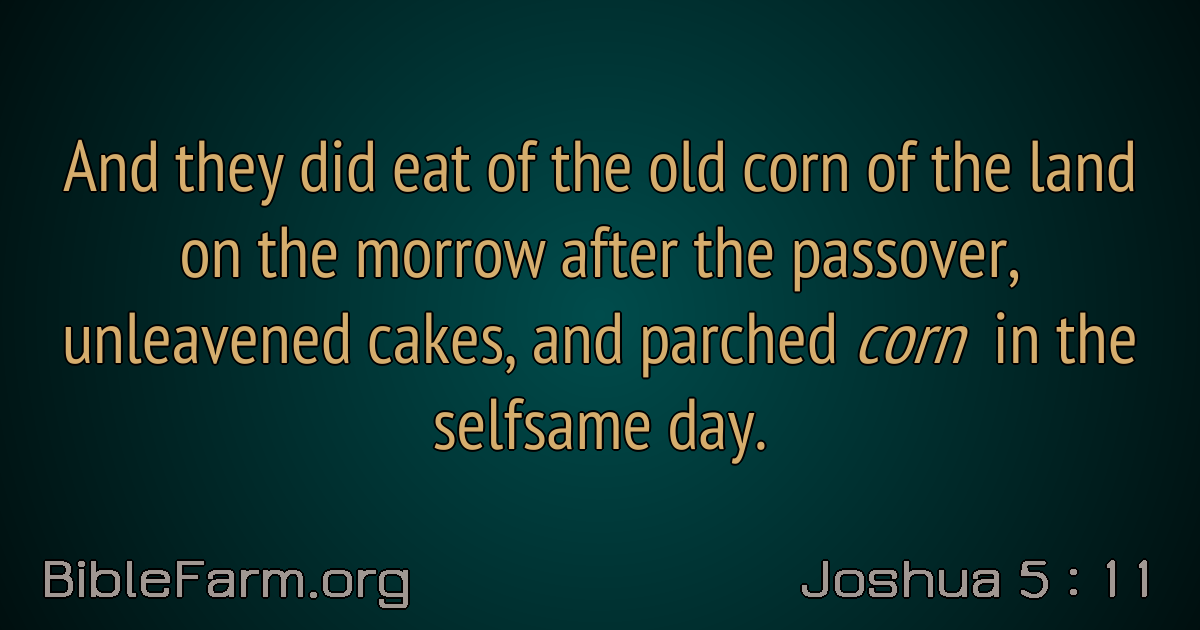 And they did eat of the old corn of the land
on the morrow after the passover,
unleavened cakes, and parched corn in the
selfsame day.
BibleFarm.org
Joshua 5 : 11